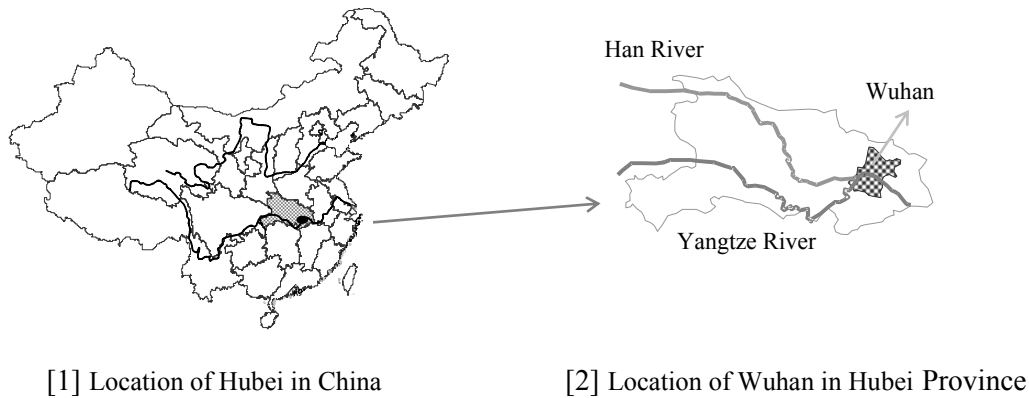 Han River
Wuhan
Yangtze River
[1] Location of Hubei in China
[2] Location of Wuhan in Hubei Province